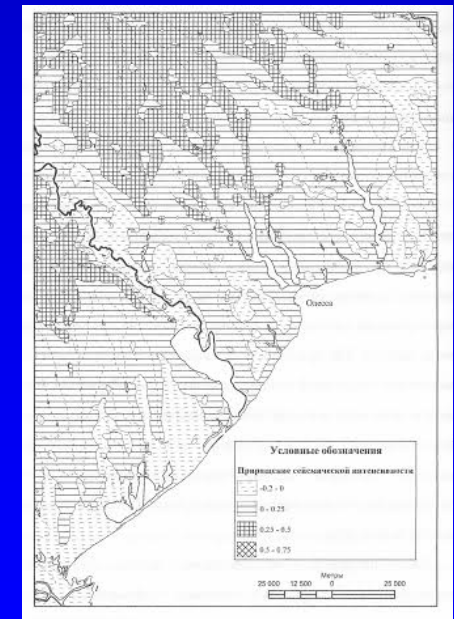 Одесса
Условные обозначения
Приращение сейсмической интенсивности
-0.2 - 0
0 - 0.25
0.25 - 0.5
0.5 - 0.75
Метры
25 000 12 500 0 25 000